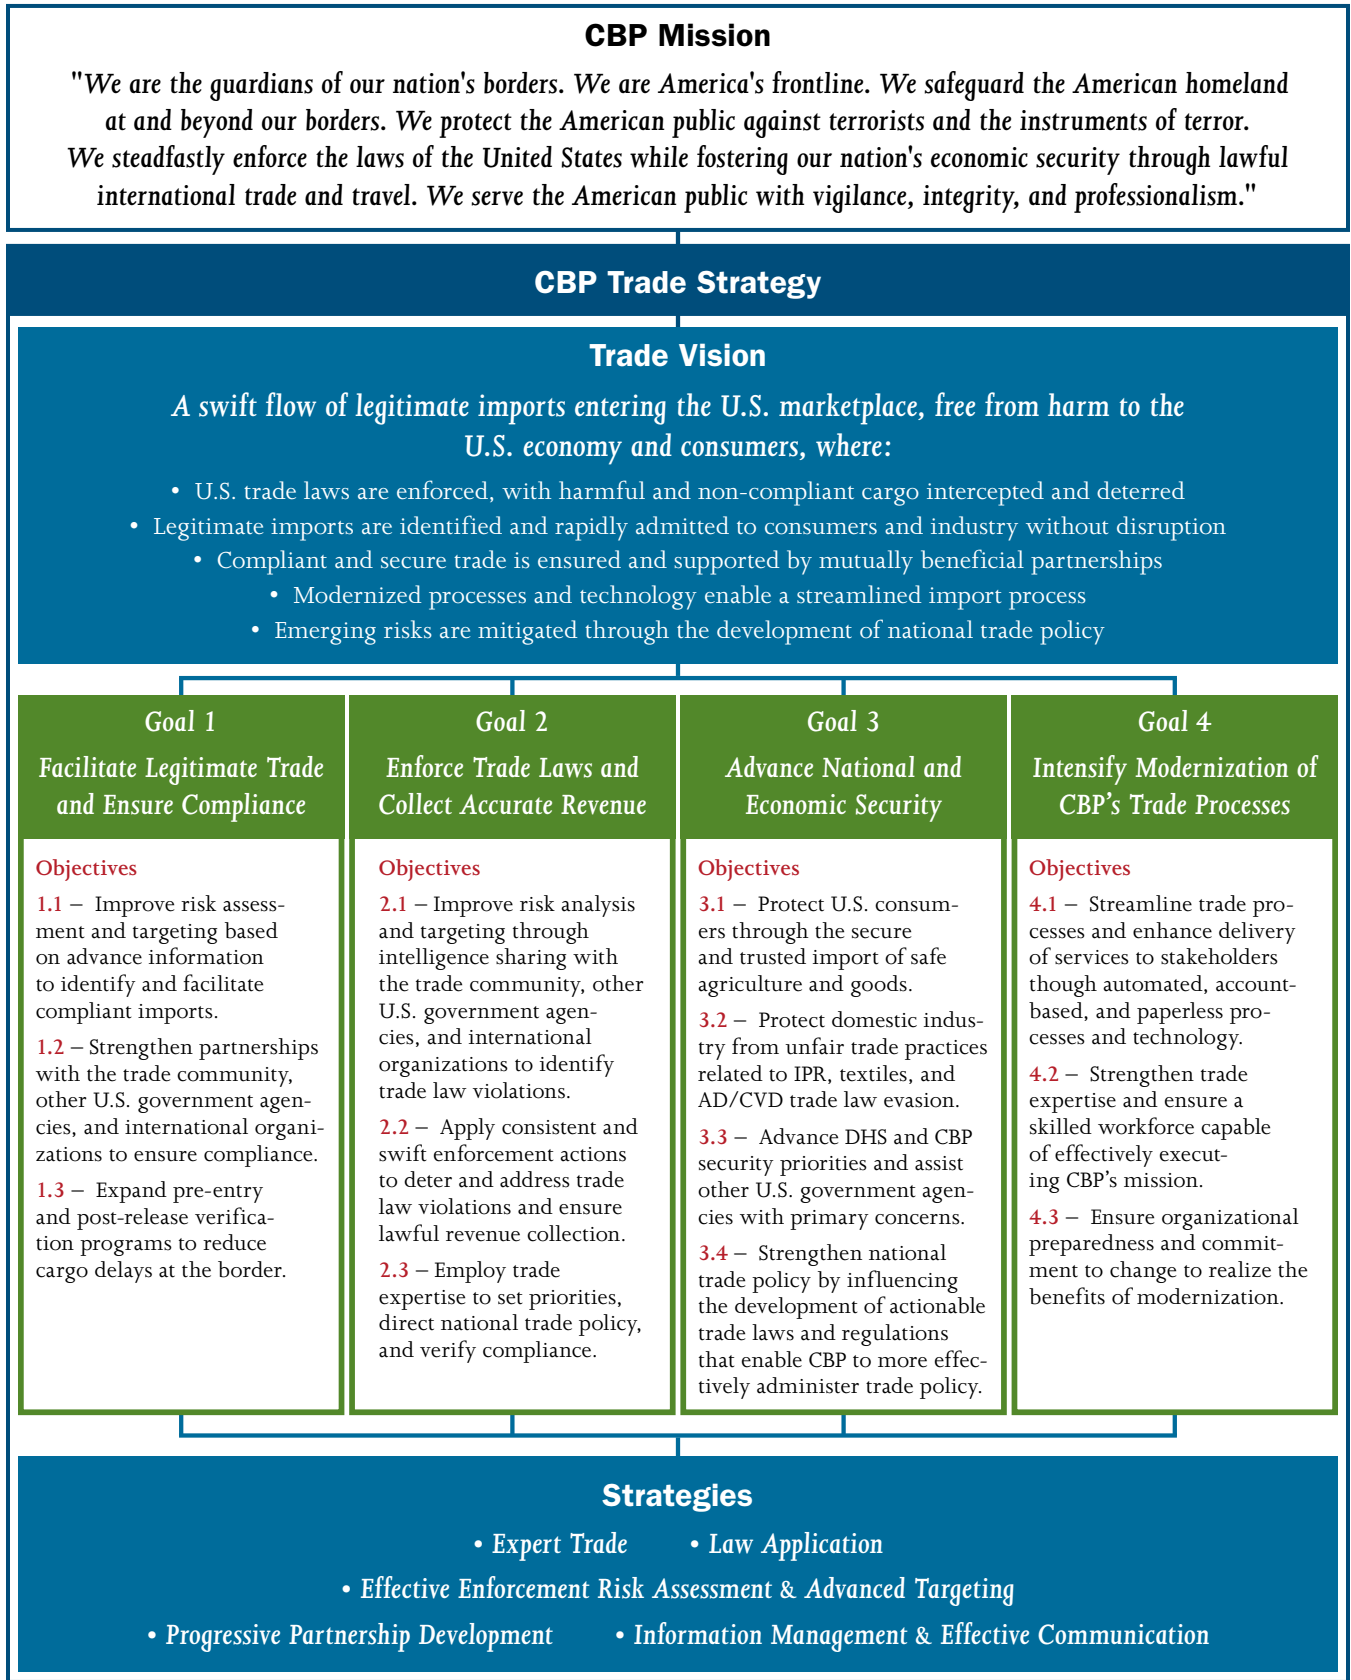 CBP Mission
"We are the guardians of our nation's borders. We are America's frontline. We safeguard the American homeland
at and beyond our borders. We protect the American public against terrorists and the instruments of terror.
We steadfastly enforce the laws of the United States while fostering our nation's economic security through lawful
international trade and travel. We serve the American public with vigilance, integrity, and professionalism."
CBP Trade Strategy
Trade Vision
A swift flow of legitimate imports entering the U.S. marketplace, free from harm to the
U.S. economy and consumers, where:
• U.S. trade laws are enforced, with harmful and non-compliant cargo intercepted and deterred
• Legitimate imports are identified and rapidly admitted to consumers and industry without disruption
• Compliant and secure trade is ensured and supported by mutually beneficial partnerships
• Modernized processes and technology enable a streamlined import process
• Emerging risks are mitigated through the development of national trade policy
Goal 1
Facilitate Legitimate Trade
and Ensure Compliance
Objectives
1.1 – Improve risk assess-
ment and targeting based
on advance information
to identify and facilitate
compliant imports.
1.2 – Strengthen partnerships
with the trade community,
other U.S. government agen-
cies, and international organi-
zations to ensure compliance.
1.3 – Expand pre-entry
and post-release verifica-
tion programs to reduce
cargo delays at the border.
Goal 2
Enforce Trade Laws and
Collect Accurate Revenue
Objectives
2.1 – Improve risk analysis
and targeting through
intelligence sharing with
the trade community, other
U.S. government agen-
cies, and international
organizations to identify
trade law violations.
2.2 – Apply consistent and
swift enforcement actions
to deter and address trade
law violations and ensure
lawful revenue collection.
2.3 – Employ trade
expertise to set priorities,
direct national trade policy,
and verify compliance.
Goal 3
Advance National and
Economic Security
Objectives
3.1 – Protect U.S. consum-
ers through the secure
and trusted import of safe
agriculture and goods.
3.2 – Protect domestic indus-
try from unfair trade practices
related to IPR, textiles, and
AD/CVD trade law evasion.
3.3 – Advance DHS and CBP
security priorities and assist
other U.S. government agen-
cies with primary concerns.
3.4 – Strengthen national
trade policy by influencing
the development of actionable
trade laws and regulations
that enable CBP to more effec-
tively administer trade policy.
Goal 4
Intensify Modernization of
CBP's Trade Processes
Objectives
4.1 – Streamline trade pro-
cesses and enhance delivery
of services to stakeholders
though automated, account-
based, and paperless pro-
cesses and technology.
4.2 – Strengthen trade
expertise and ensure a
skilled workforce capable
of effectively execut-
ing CBP's mission.
4.3 – Ensure organizational
preparedness and commit-
ment to change to realize the
benefits of modernization.
Strategies
• Expert Trade • Law Application
• Effective Enforcement Risk Assessment & Advanced Targeting
• Progressive Partnership Development • Information Management & Effective Communication